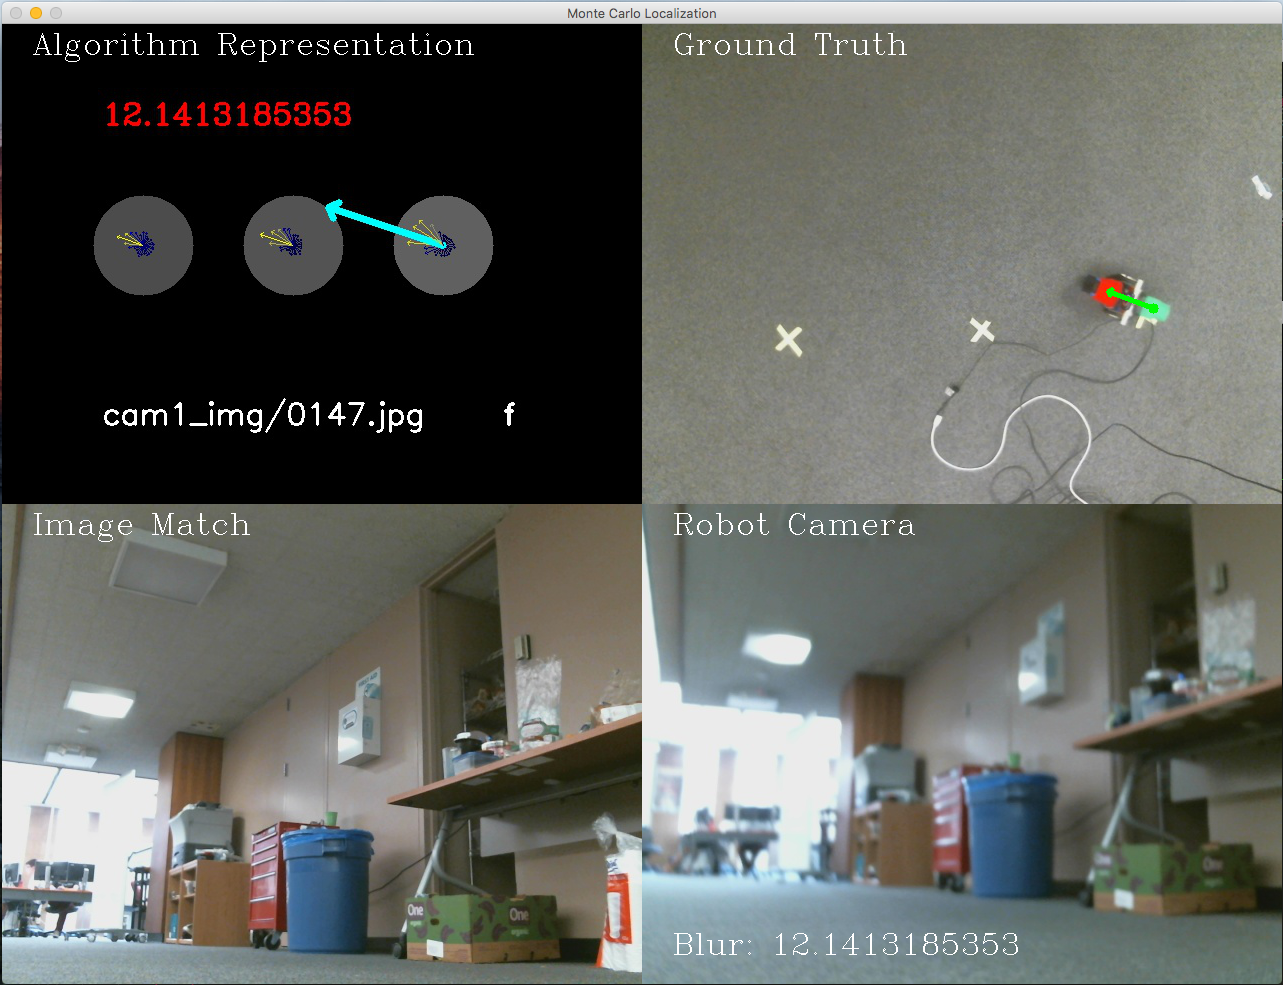 Monte Carlo Localization
Algorithm Representation
12.1413185353
cam1_img/0147.jpg f
Ground Truth
Image Match
One
One
Robot Camera
One
Blur: 12.1413185353